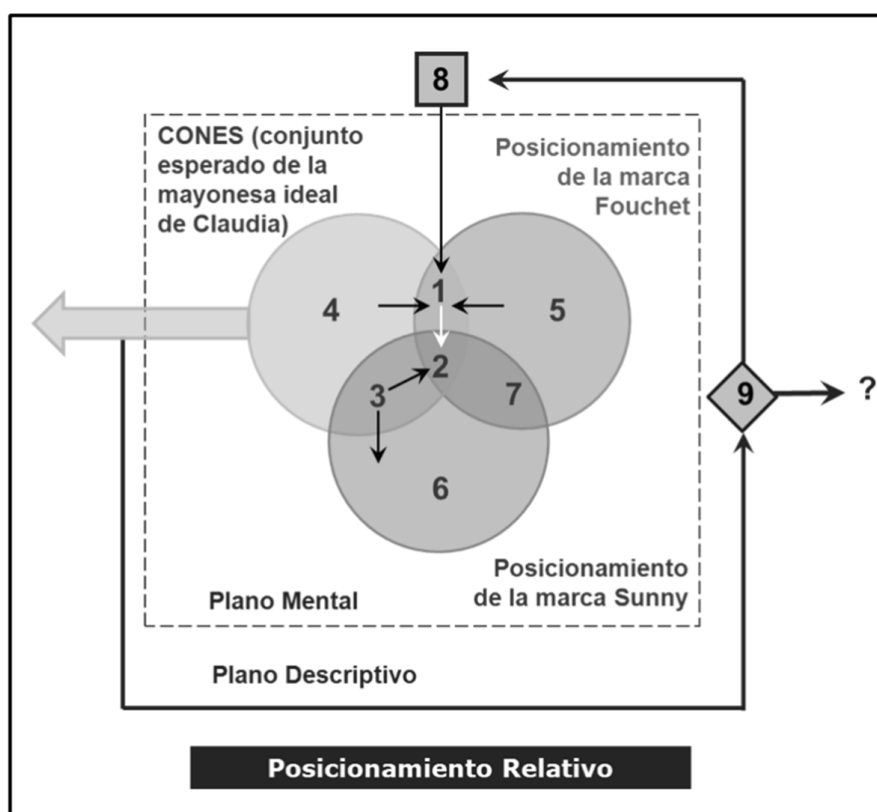 8
CONES (conjunto
esperado de la
mayonesa ideal
de Claudia)
Posicionamiento
de la marca
Fouchet
1
4
5
2
3
7
9
?
6
Posicionamiento
de la marca Sunny
Plano Mental
Plano Descriptivo
Posicionamiento Relativo